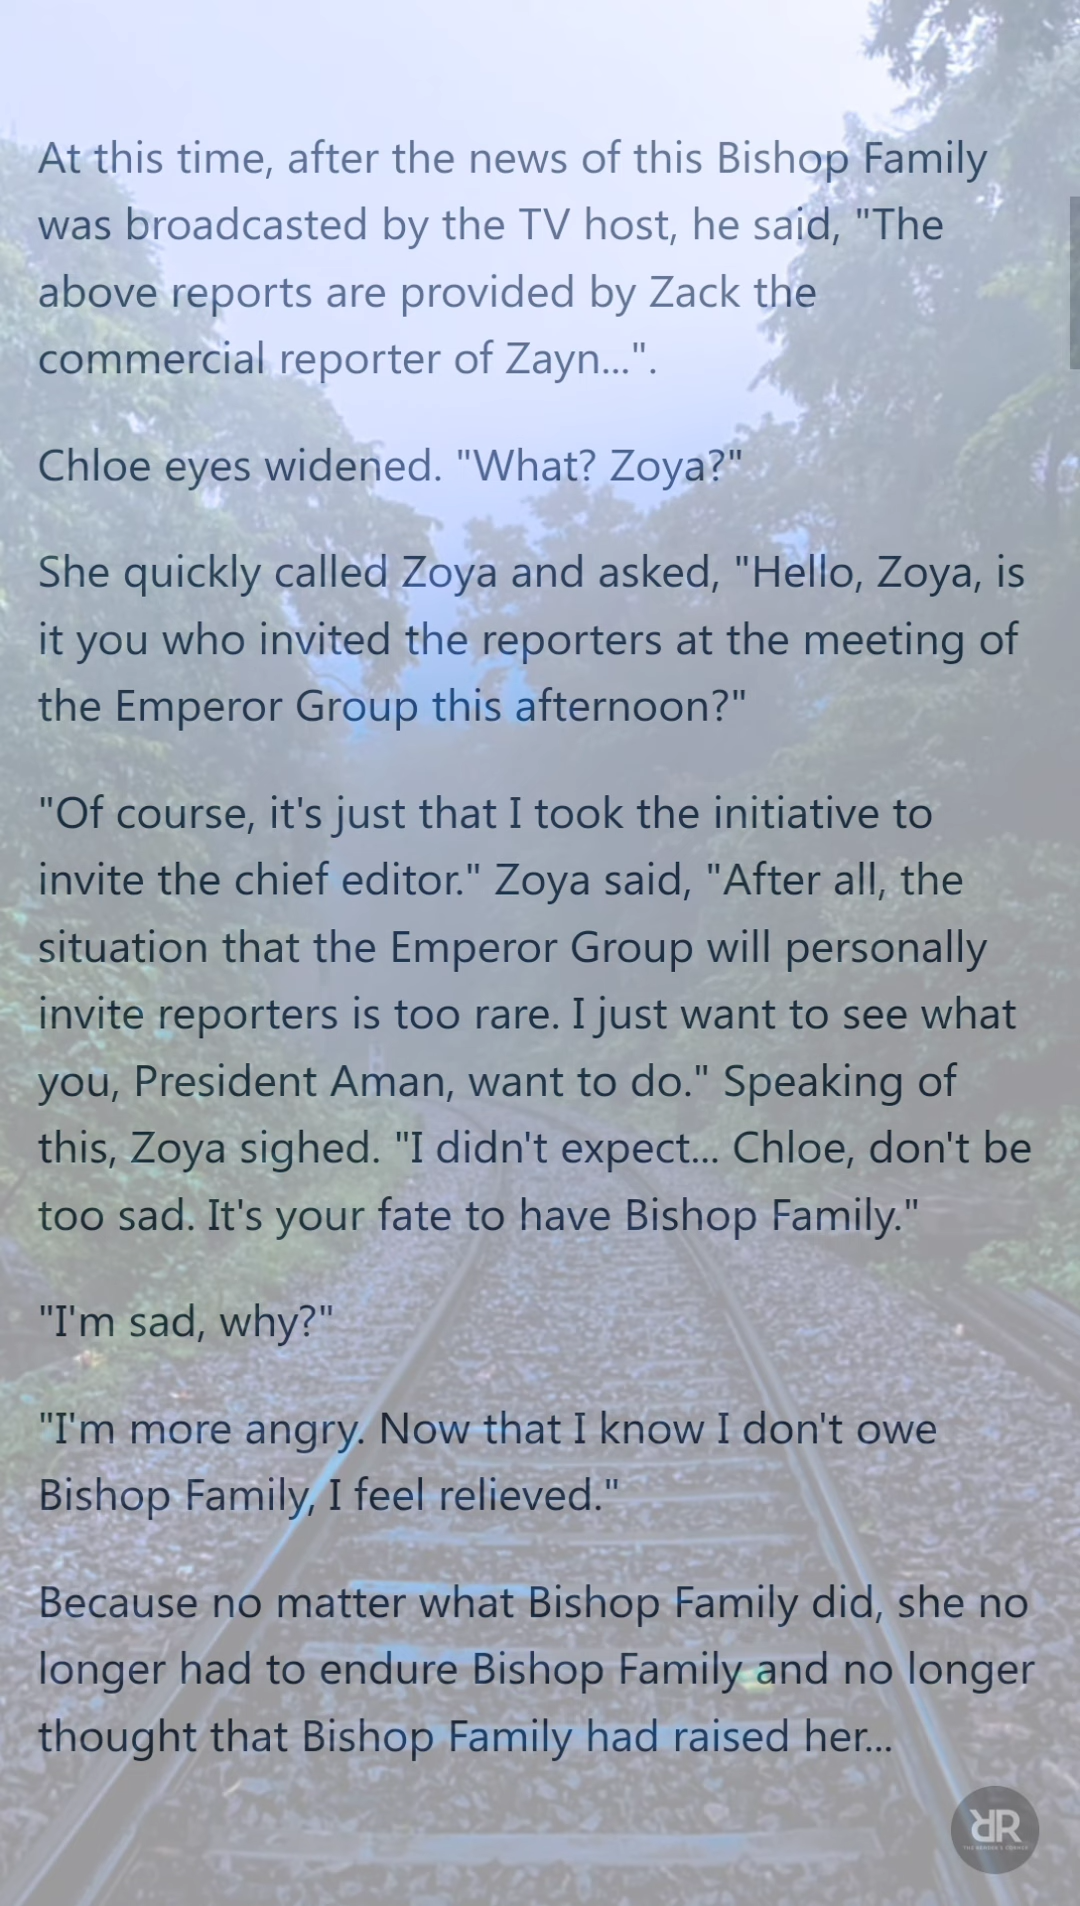 At this time, after the news of this Bishop Family
was broadcasted by the TV host, he said, "The
above reports are provided by Zack the
commercial reporter of Zayn...".
Chloe eyes widened. "What? Zoya?"
She quickly called Zoya and asked, "Hello, Zoya, is
it you who invited the reporters at the meeting of
the Emperor Group this afternoon?"
"Of course, it's just that I took the initiative to
invite the chief editor." Zoya said, "After all, the
situation that the Emperor Group will personally
invite reporters is too rare. I just want to see what
you, President Aman, want to do." Speaking of
this, Zoya sighed. "I didn't expect... Chloe, don't be
too sad. It's your fate to have Bishop Family."
"I'm sad, why?"
"I'm more angry. Now that I know I don't owe
Bishop Family, I feel relieved."
Because no matter what Bishop Family did, she no
longer had to endure Bishop Family and no longer
thought that Bishop Family had raised her...
RR
THE READER'S CORNER